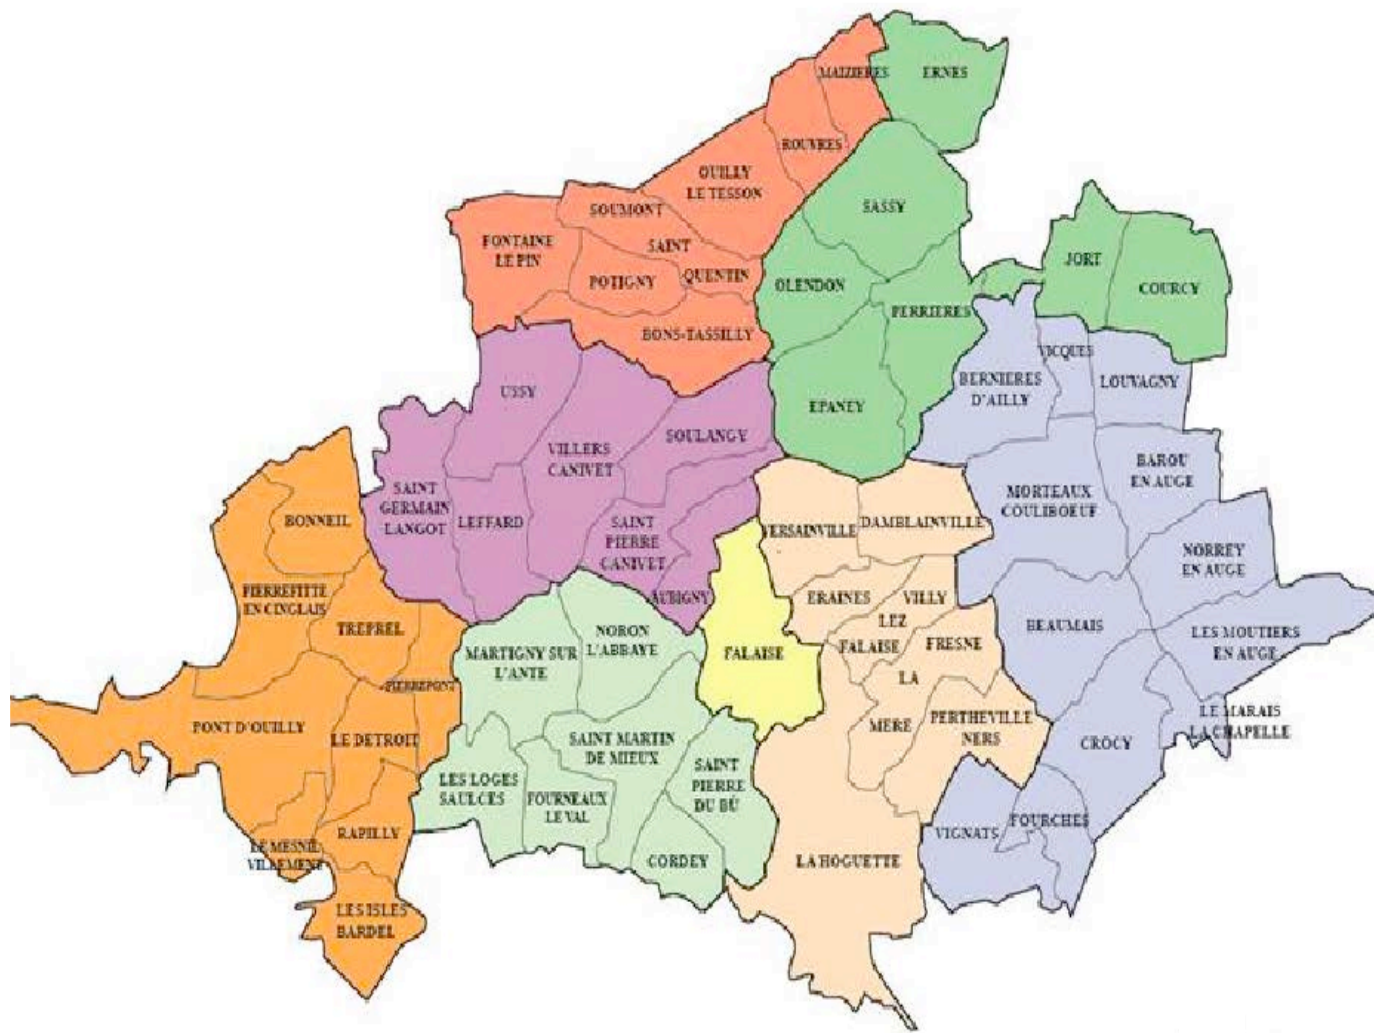 MAIZIERES
ERNES
ROUVRES
OUILLY
LE TESSON
SOUMONT
SAINT
QUENTIN
SASSY
FONTAINE
LE PIN
POTIGNY
OLENDON
JORT
COURCY
PERRIERES
BONS-TASSILLY
VICQUES
LOUVAGNY
BERNIERES
D'AILLY
USSY
EPANEY
SOULANGY
VILLERS
CANIVET
BAROU
EN AUGE
SAINT
GERMAIN
LANGOT
LEFFARD
MORTEAUX
COULIBOEUF
BONNEIL
SAINT
PIERRE
CANIVET
VERSAINVILLE
DAMBLAINVILLE
NORREY
EN AUGE
PIERREFITTE
EN CINGLAIS
AUBIGNY
ERAINES
VILLY
LEZ
FALAISE
TREPREL
NORON
L'ABBAYE
BEAUMAIS
LES MOUTIERS
EN AUGE
MARTIGNY SUR
L'ANTE
FALAISE
FRESNE
LA
MERE
PIERREPONT
PONT D'OUILLY
LE DETROIT
PERTHEVILLE
NERS
LE MARAIS
LA CHAPELLE
CROCY
SAINT MARTIN
DE MIEUX
SAINT
PIERRE
DU BÛ
LES LOGES
SAULCES
FOURNEAUX
LE VAL
RAPILLY
VIGNATS
FOURCHES
LE MESNIL
VILLEMENT
CORDEY
LA HOGUETTE
LES ISLES
BARDEL